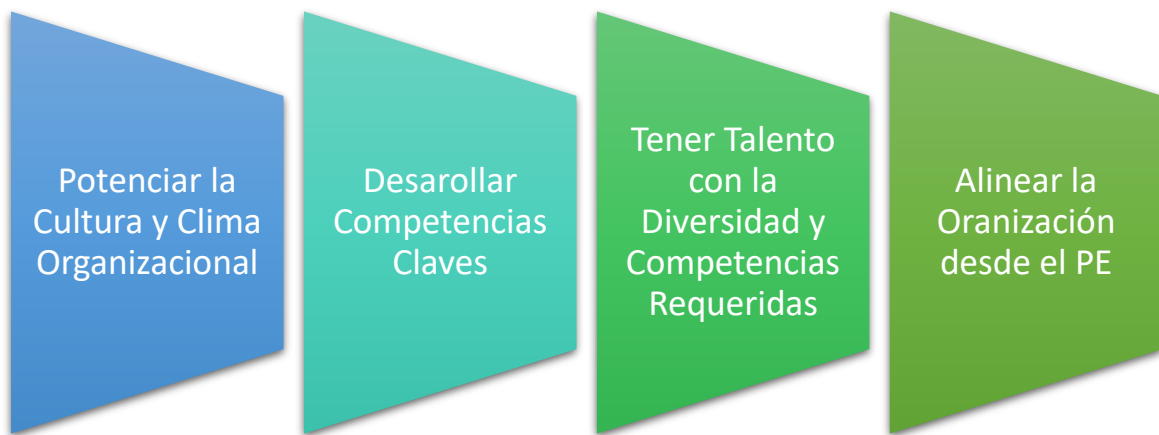 Potenciar la
Cultura y Clima
Organizacional
Desarollar
Competencias
Claves
Tener Talento
con la
Diversidad y
Competencias
Requeridas
Alinear la
Oranización
desde el PE